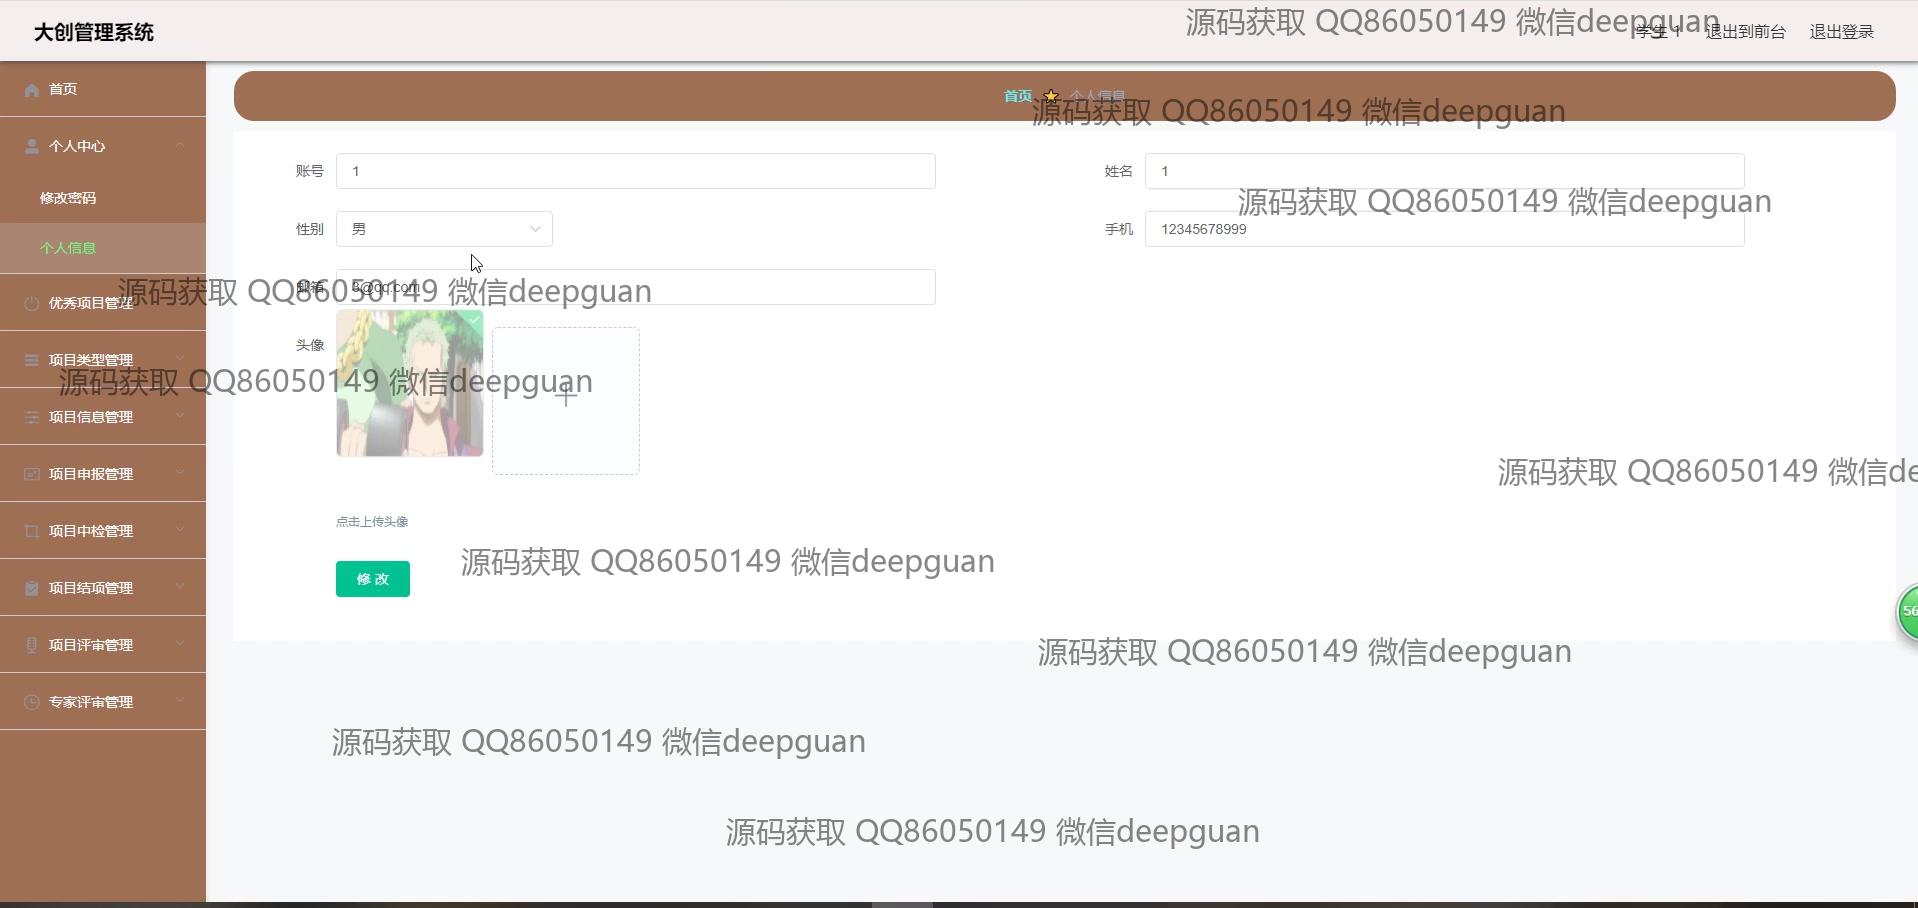 大创管理系统
源码获取 QQ86050149 微信deepguan
学生 1 退出到前台 退出登录
首页
首页 个人信息
源码获取 QQ86050149 微信deepguan
个人中心
账号 1 姓名 1
修改密码
源码获取 QQ86050149 微信deepguan
性别 男 手机 12345678999
个人信息
邮箱 3@qq.com
源码获取 QQ86050149 微信deepguan
优秀项目管理
头像
项目类型管理
源码获取 QQ86050149 微信deepguan
项目信息管理
项目申报管理
源码获取 QQ86050149 微信de
点击上传头像
项目中检管理
源码获取 QQ86050149 微信deepguan
修 改
项目结项管理
56
项目评审管理
源码获取 QQ86050149 微信deepguan
专家评审管理
源码获取 QQ86050149 微信deepguan
源码获取 QQ86050149 微信deepguan